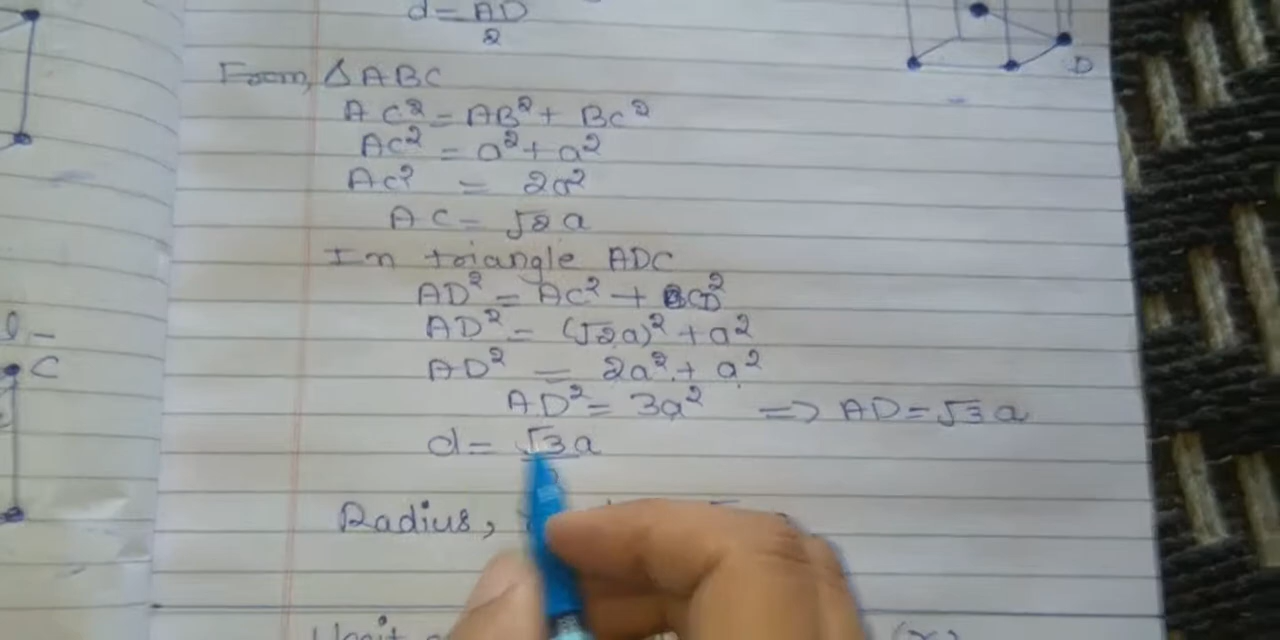 d = AD/2
D
From, △ABC
AC² = AB² + BC²
AC² = a² + a²
AC² = 2a²
AC = √2 a
In triangle ADC
AD² = AC² + CD²
AD² = (√2a)² + a²
C
AD² = 2a² + a²
AD² = 3a² => AD = √3 a
d = √3a
Radius,